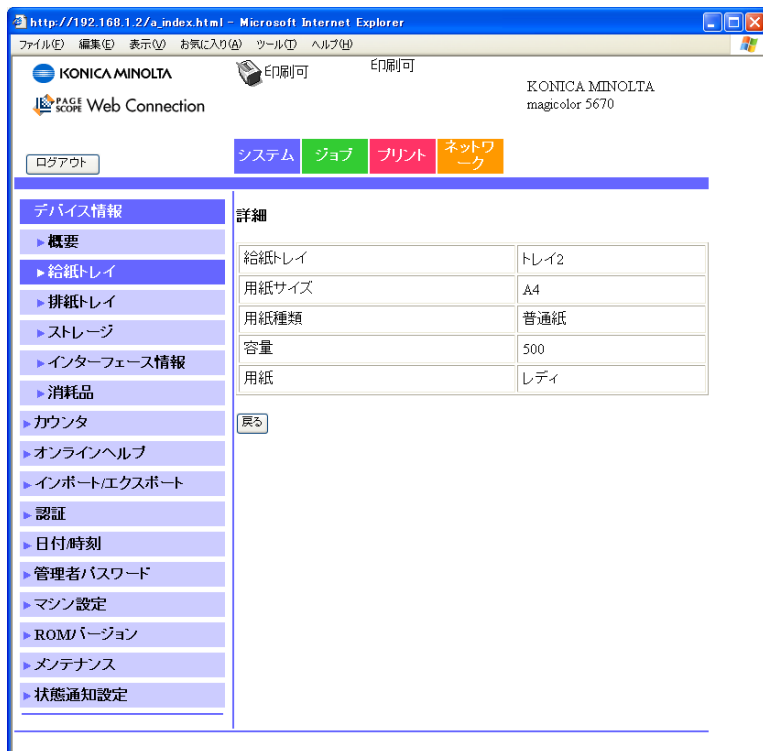 http://192.168.1.2/a_index.html - Microsoft Internet Explorer
ファイル(F) 編集(E) 表示(V) お気に入り(A) ツール(T) ヘルプ(H)
KONICA MINOLTA
印刷可
印刷可
KONICA MINOLTA
magicolor 5670
PAGE SCOPE Web Connection
ログアウト
システム
ジョブ
プリント
ネットワ
ーク
デバイス情報
概要
給紙トレイ
排紙トレイ
ストレージ
インターフェース情報
消耗品
カウンタ
オンラインヘルプ
インポート/エクスポート
認証
日付/時刻
管理者パスワード
マシン設定
ROMバージョン
メンテナンス
状態通知設定
詳細
給紙トレイ トレイ2
用紙サイズ A4
用紙種類 普通紙
容量 500
用紙 レディ
戻る